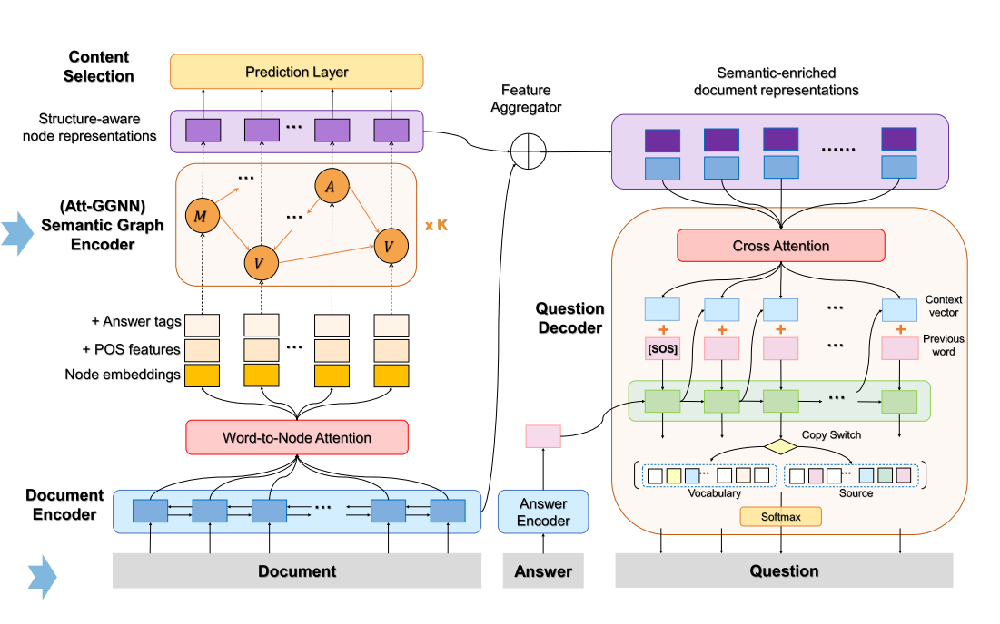 Content
Selection
Prediction Layer
Structure-aware
node representations
...
(Att-GGNN)
Semantic Graph
Encoder
...
M
A
...
V
V
x K
+ Answer tags
+ POS features
...
Node embeddings
Word-to-Node Attention
Document
Encoder
...
Document
Feature
Aggregator
Answer
Encoder
Answer
Semantic-enriched
document representations
......
Cross Attention
Question
Decoder
...
Context
vector
+
+
+
+
[SOS]
...
Previous
word
...
Copy Switch
...
...
Vocabulary
Source
Softmax
Question